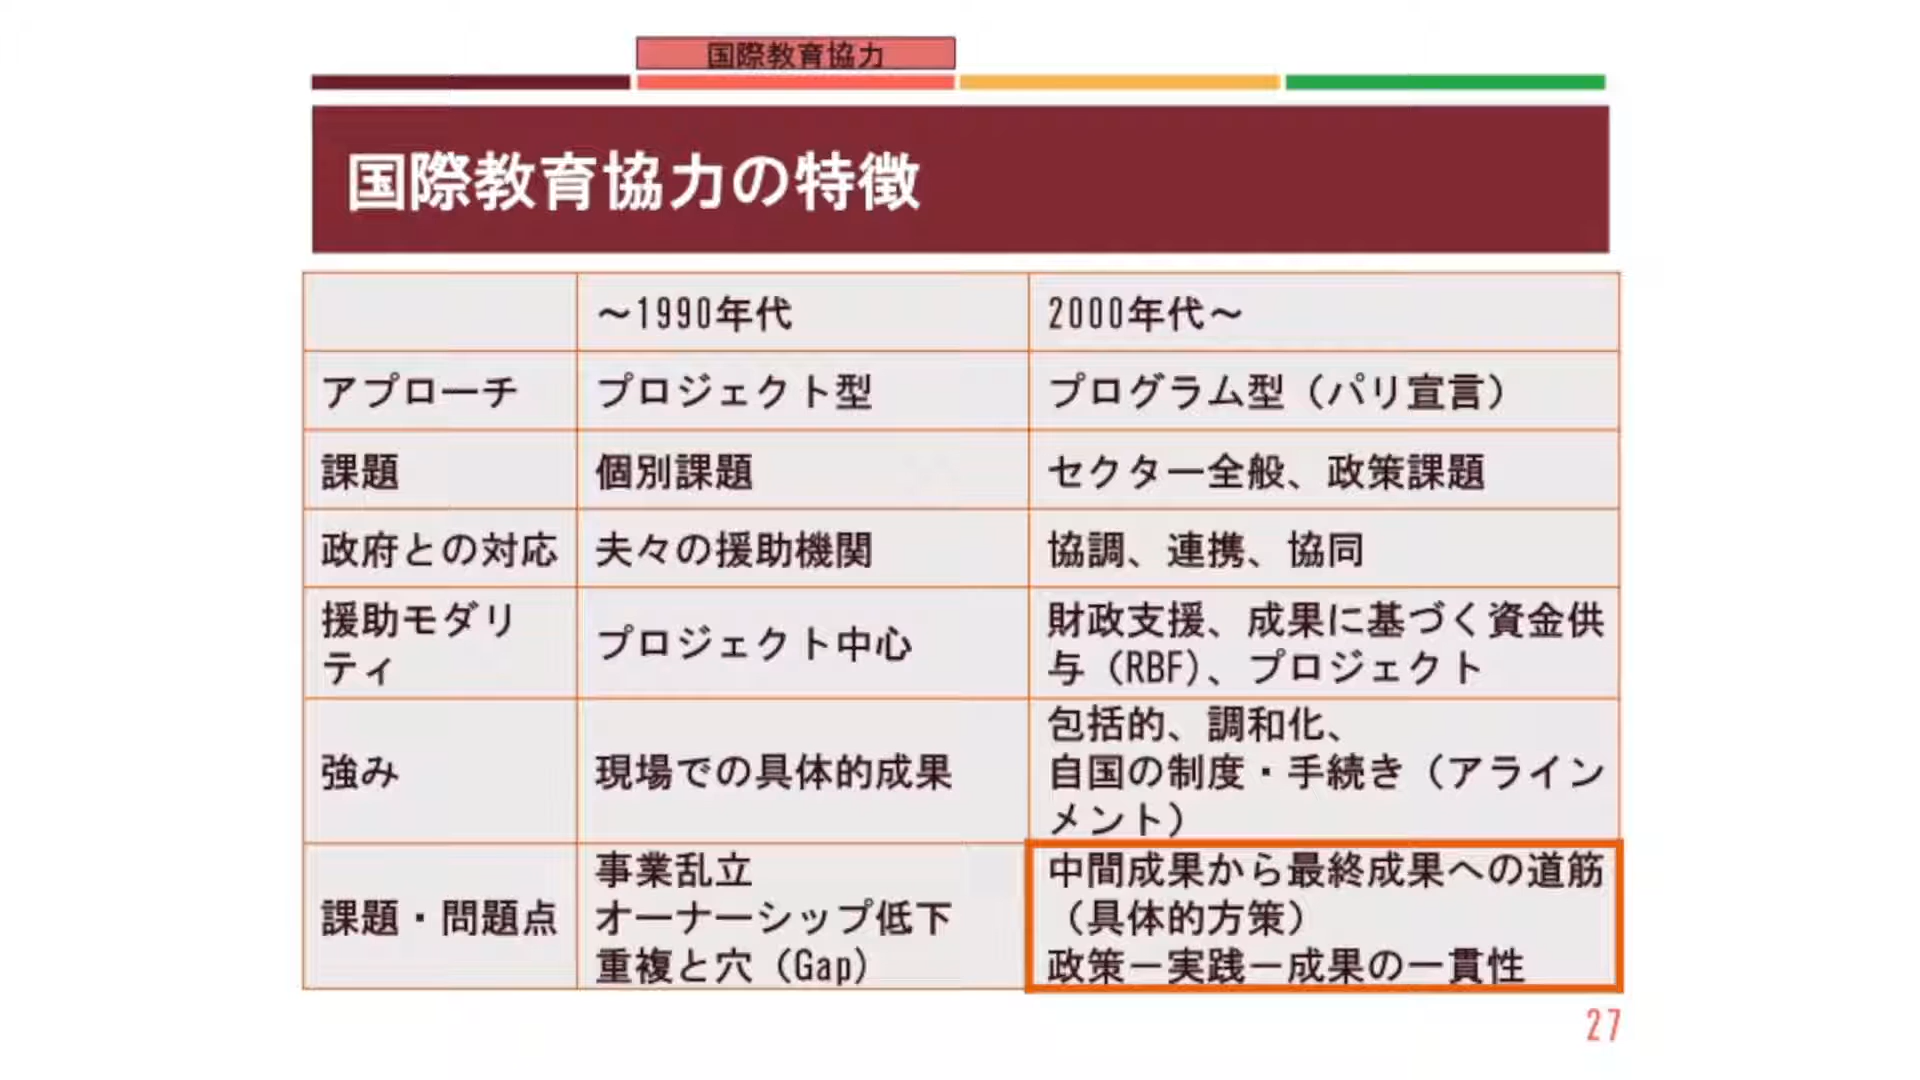 国際教育協力
国際教育協力の特徴
～1990年代
2000年代～
アプローチ
プロジェクト型
プログラム型（パリ宣言）
課題
個別課題
セクター全般、政策課題
政府との対応
夫々の援助機関
協調、連携、協同
援助モダリ
ティ
プロジェクト中心
財政支援、成果に基づく資金供
与（RBF）、プロジェクト
強み
現場での具体的成果
包括的、調和化、
自国の制度・手続き（アライン
メント）
課題・問題点
事業乱立
オーナーシップ低下
重複と穴（Gap）
中間成果から最終成果への道筋
（具体的方策）
政策－実践－成果の一貫性
27